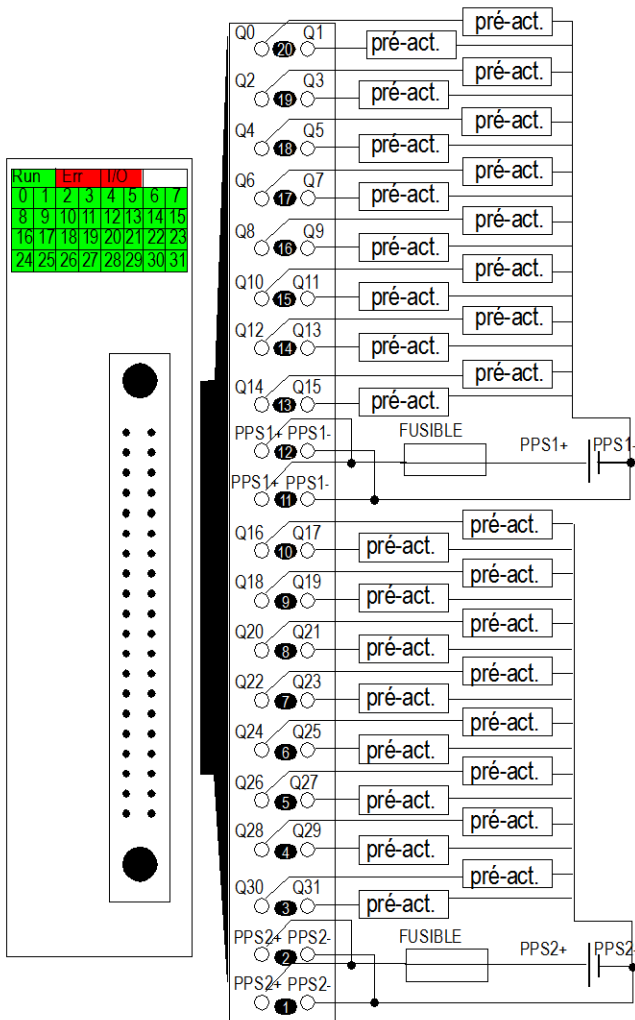 Run Err I/O
0 1 2 3 4 5 6 7
8 9 10 11 12 13 14 15
16 17 18 19 20 21 22 23
24 25 26 27 28 29 30 31
pré-act.
Q0 20 Q1 pré-act.
pré-act.
Q2 19 Q3 pré-act.
pré-act.
Q4 18 Q5 pré-act.
pré-act.
Q6 17 Q7 pré-act.
pré-act.
Q8 16 Q9 pré-act.
pré-act.
Q10 15 Q11 pré-act.
pré-act.
Q12 14 Q13 pré-act.
pré-act.
Q14 13 Q15 pré-act.
PPS1+ 12 PPS1- FUSIBLE PPS1+ PPS1-
PPS1+ 11 PPS1-
pré-act.
Q16 10 Q17 pré-act.
pré-act.
Q18 9 Q19 pré-act.
pré-act.
Q20 8 Q21 pré-act.
pré-act.
Q22 7 Q23 pré-act.
pré-act.
Q24 6 Q25 pré-act.
pré-act.
Q26 5 Q27 pré-act.
pré-act.
Q28 4 Q29 pré-act.
pré-act.
Q30 3 Q31 pré-act.
PPS2+ 2 PPS2- FUSIBLE PPS2+ PPS2-
PPS2+ 1 PPS2-